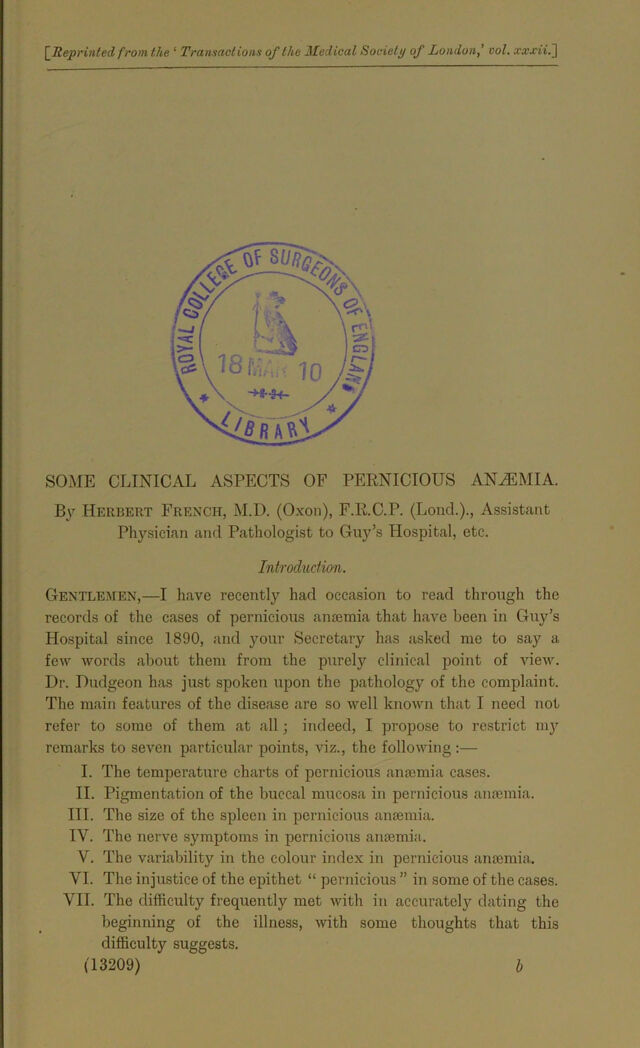 [Reprinted from the ‘ Transactions of the Medical Society of London,’ vol. xxxii.]
ROYAL COLLEGE OF SURGEONS OF ENGLAND
18 MAR 10
* LIBRARY *
SOME CLINICAL ASPECTS OF PERNICIOUS ANÆMIA.
By Herbert French, M.D. (Oxon), F.R.C.P. (Lond.)., Assistant
Physician and Pathologist to Guy’s Hospital, etc.
Introduction.
Gentlemen,—I have recently had occasion to read through the
records of the cases of pernicious anæmia that have been in Guy’s
Hospital since 1890, and your Secretary has asked me to say a
few words about them from the purely clinical point of view.
Dr. Dudgeon has just spoken upon the pathology of the complaint.
The main features of the disease are so well known that I need not
refer to some of them at all; indeed, I propose to restrict my
remarks to seven particular points, viz., the following :—
I. The temperature charts of pernicious anæmia cases.
II. Pigmentation of the buccal mucosa in pernicious anæmia.
III. The size of the spleen in pernicious anæmia.
IV. The nerve symptoms in pernicious anæmia.
V. The variability in the colour index in pernicious anæmia.
VI. The injustice of the epithet “ pernicious ” in some of the cases.
VII. The difficulty frequently met with in accurately dating the
beginning of the illness, with some thoughts that this
difficulty suggests.
(13209) b